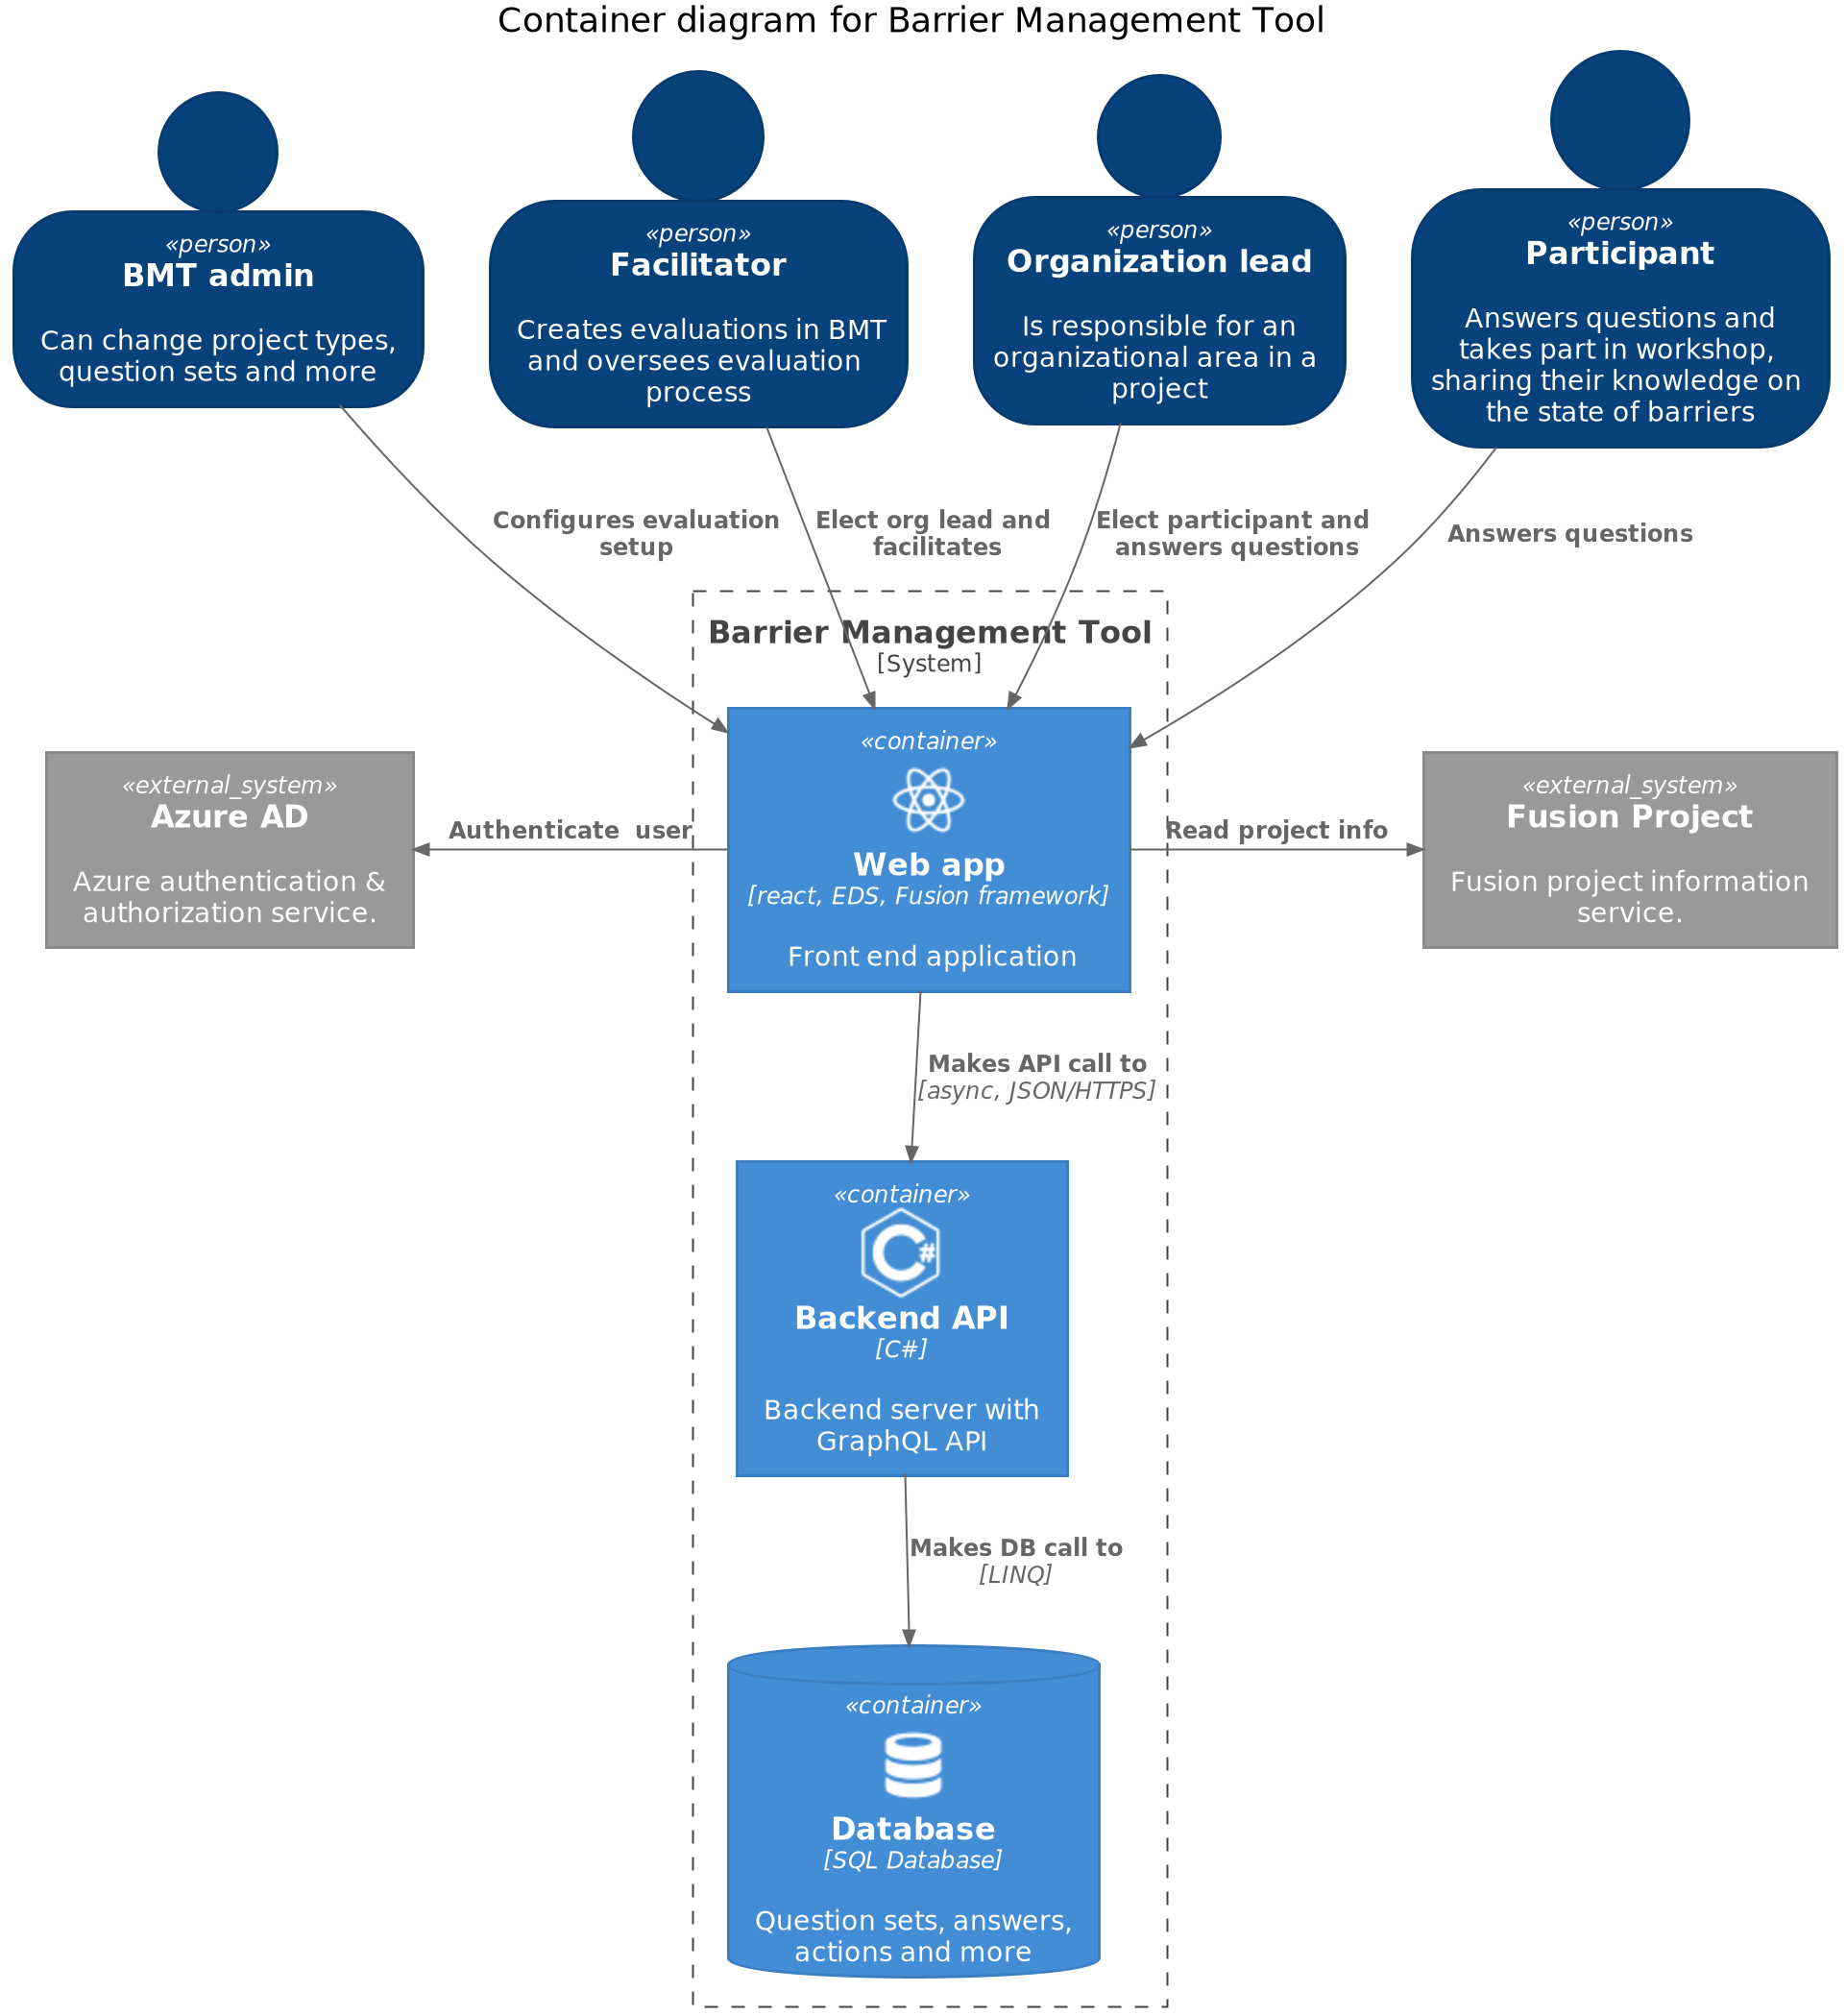 Container diagram for Barrier Management Tool
«person»
BMT admin
Can change project types,
question sets and more
«person»
Facilitator
Creates evaluations in BMT
and oversees evaluation
process
«person»
Organization lead
Is responsible for an
organizational area in a
project
«person»
Participant
Answers questions and
takes part in workshop,
sharing their knowledge on
the state of barriers
Configures evaluation
setup
Elect org lead and
facilitates
Elect participant and
answers questions
Answers questions
Barrier Management Tool
[System]
«external_system»
Azure AD
Azure authentication &
authorization service.
Authenticate  user
«container»
Web app
[react, EDS, Fusion framework]
Front end application
Read project info
«external_system»
Fusion Project
Fusion project information
service.
Makes API call to
[async, JSON/HTTPS]
«container»
C#
Backend API
[C#]
Backend server with
GraphQL API
Makes DB call to
[LINQ]
«container»
Database
[SQL Database]
Question sets, answers,
actions and more